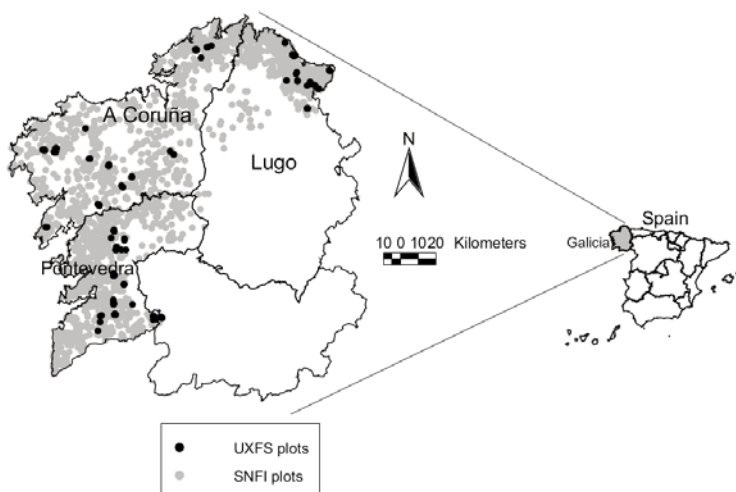 A Coruña
Lugo
Pontevedra
N
10 0 10 20 Kilometers
Spain
Galicia
UXFS plots
SNFI plots